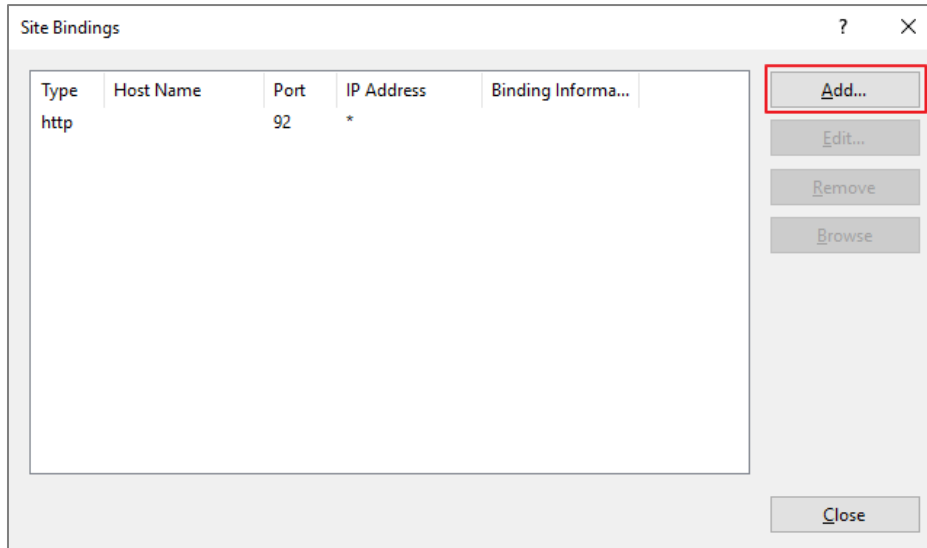 Site Bindings ?
Type Host Name Port IP Address Binding Informa...
http 92 *
Add...
Edit...
Remove
Browse
Close